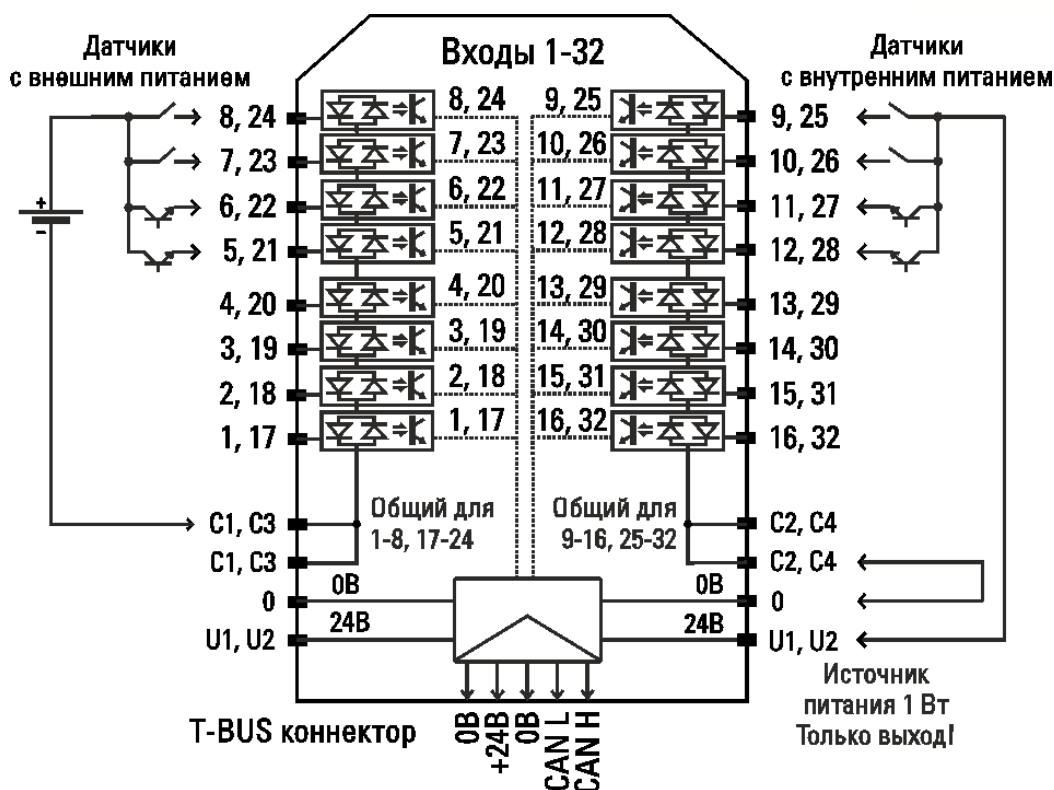 Датчики
с внешним питанием
Входы 1-32
Датчики
с внутренним питанием
8, 24
8, 24
9, 25
9, 25
7, 23
7, 23
10, 26
10, 26
6, 22
6, 22
11, 27
11, 27
5, 21
5, 21
12, 28
12, 28
4, 20
4, 20
13, 29
13, 29
3, 19
3, 19
14, 30
14, 30
2, 18
2, 18
15, 31
15, 31
1, 17
1, 17
16, 32
16, 32
+
-
C1, C3
Общий для
1-8, 17-24
Общий для
9-16, 25-32
C2, C4
C1, C3
C2, C4
0
0В
0В
0
U1, U2
24В
24В
U1, U2
Источник
питания 1 Вт
Только выход!
T-BUS коннектор
0В
+24В
0В
CAN L
CAN H